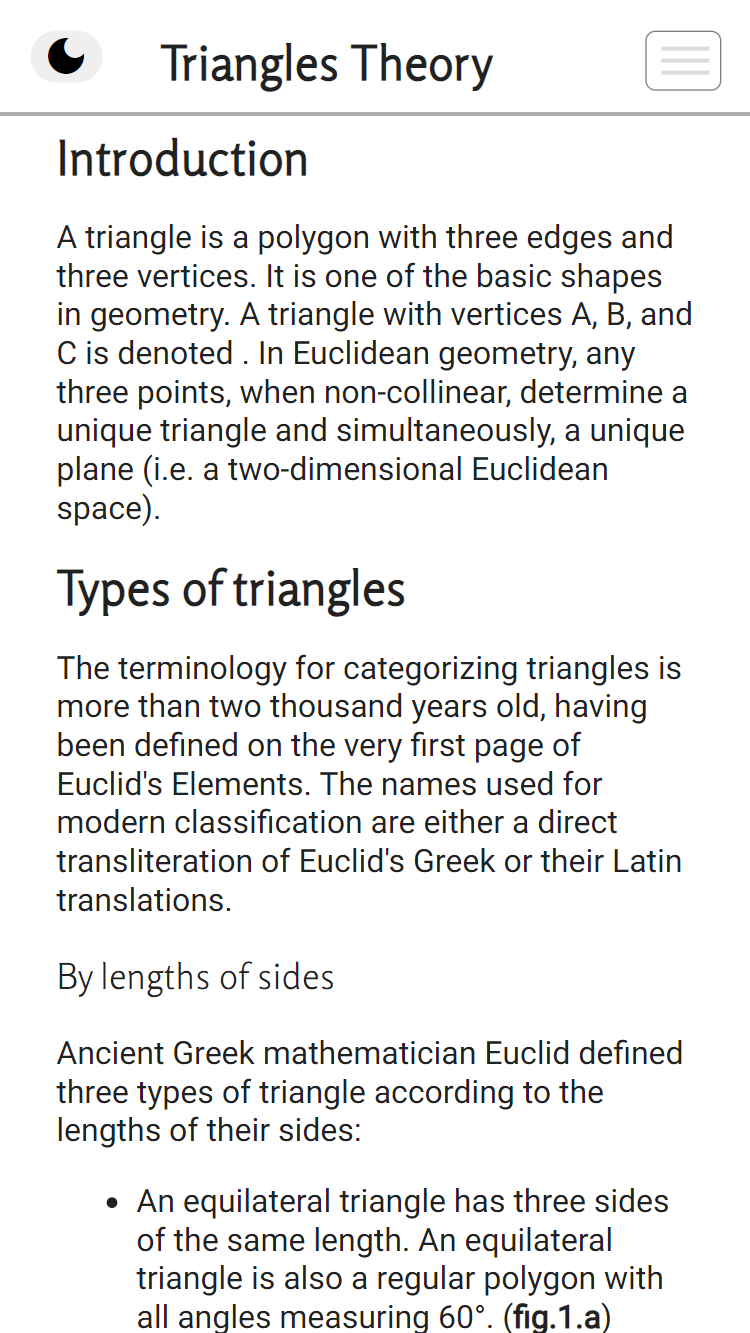 Triangles Theory
Introduction
A triangle is a polygon with three edges and
three vertices. It is one of the basic shapes
in geometry. A triangle with vertices A, B, and
C is denoted . In Euclidean geometry, any
three points, when non-collinear, determine a
unique triangle and simultaneously, a unique
plane (i.e. a two-dimensional Euclidean
space).
Types of triangles
The terminology for categorizing triangles is
more than two thousand years old, having
been defined on the very first page of
Euclid's Elements. The names used for
modern classification are either a direct
transliteration of Euclid's Greek or their Latin
translations.
By lengths of sides
Ancient Greek mathematician Euclid defined
three types of triangle according to the
lengths of their sides:
• An equilateral triangle has three sides
of the same length. An equilateral
triangle is also a regular polygon with
all angles measuring 60°. (fig.1.a)